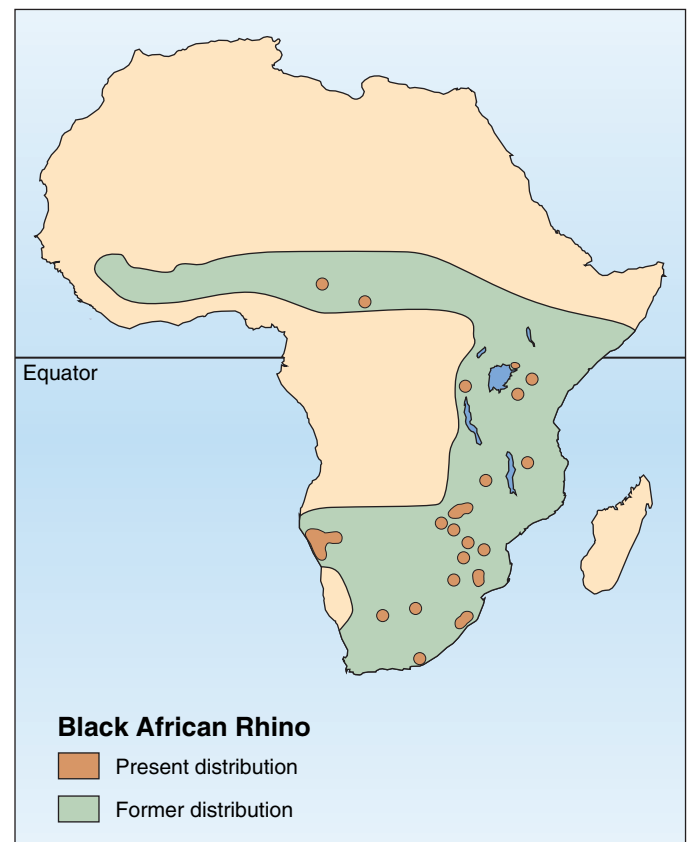 Equator
Black African Rhino
Present distribution
Former distribution